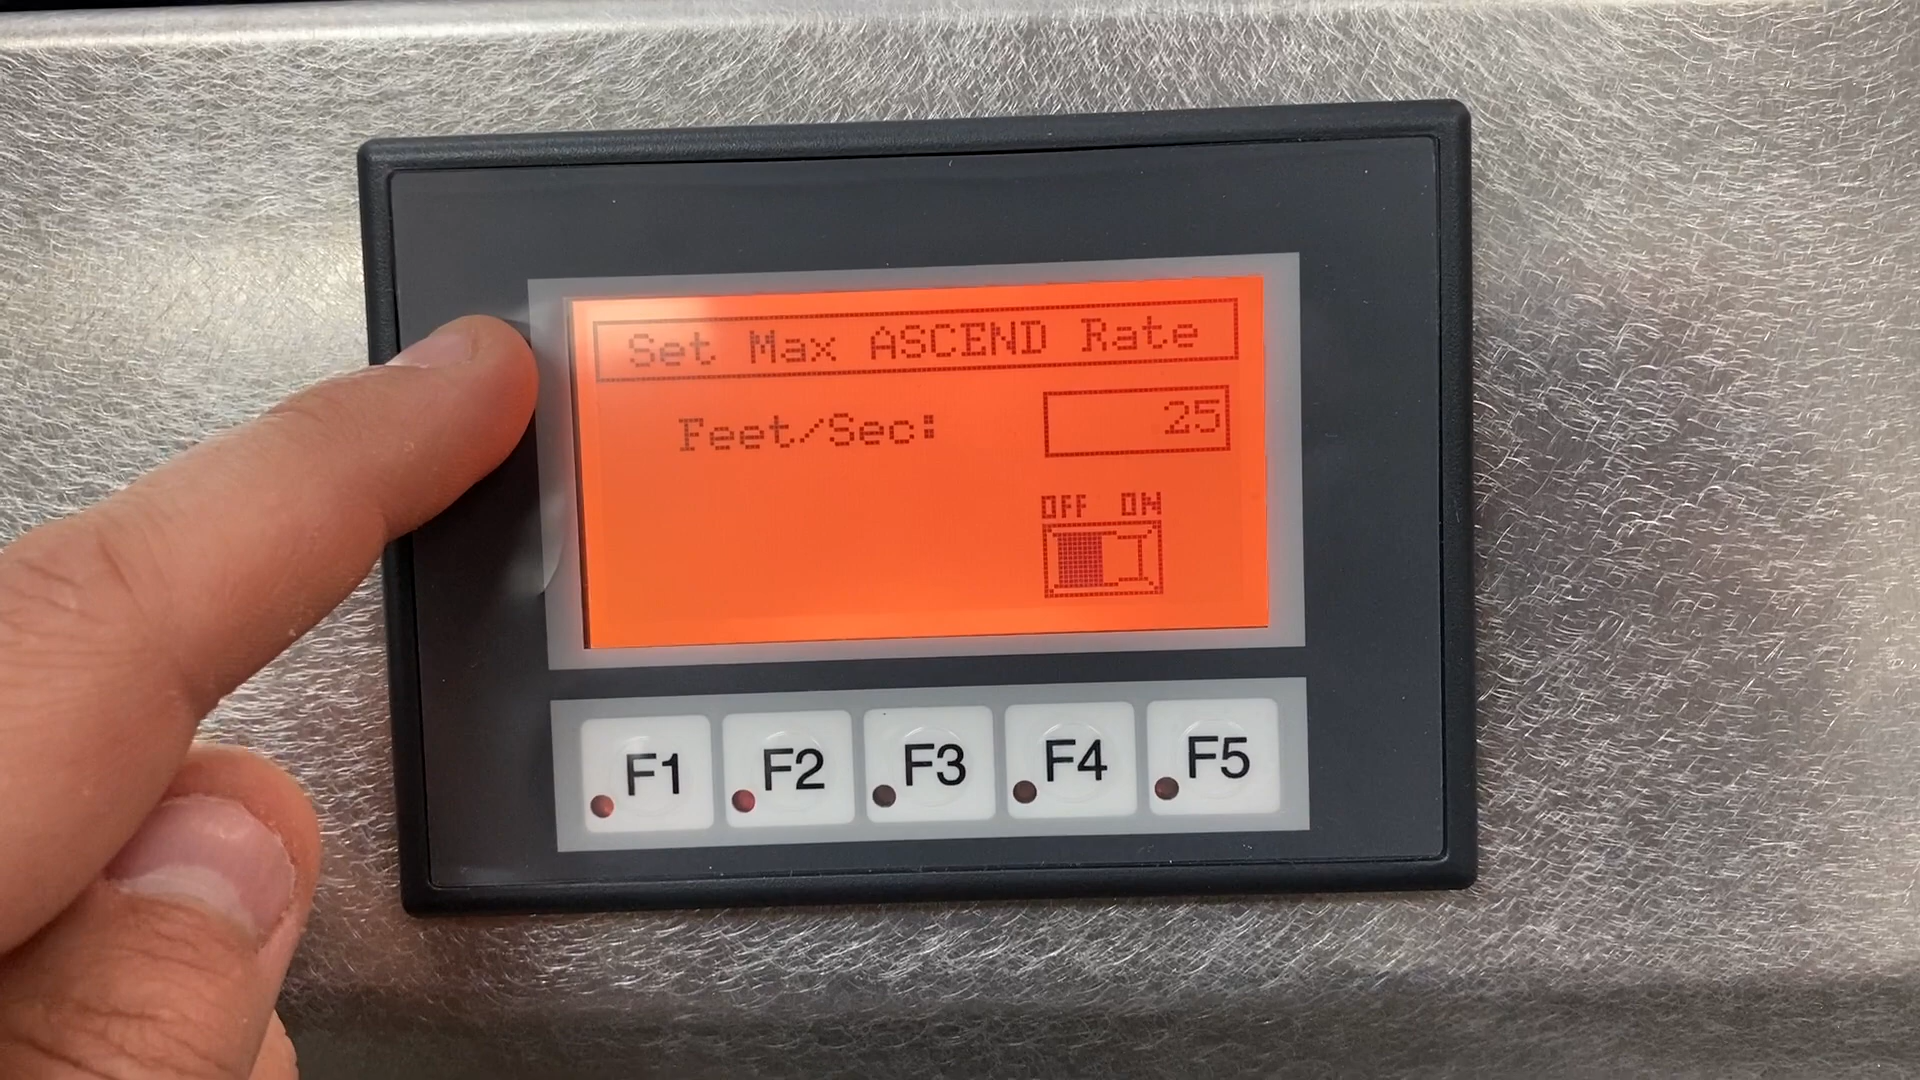 Set Max ASCEND Rate
Feet/Sec: 25
OFF ON
F1 F2 F3 F4 F5